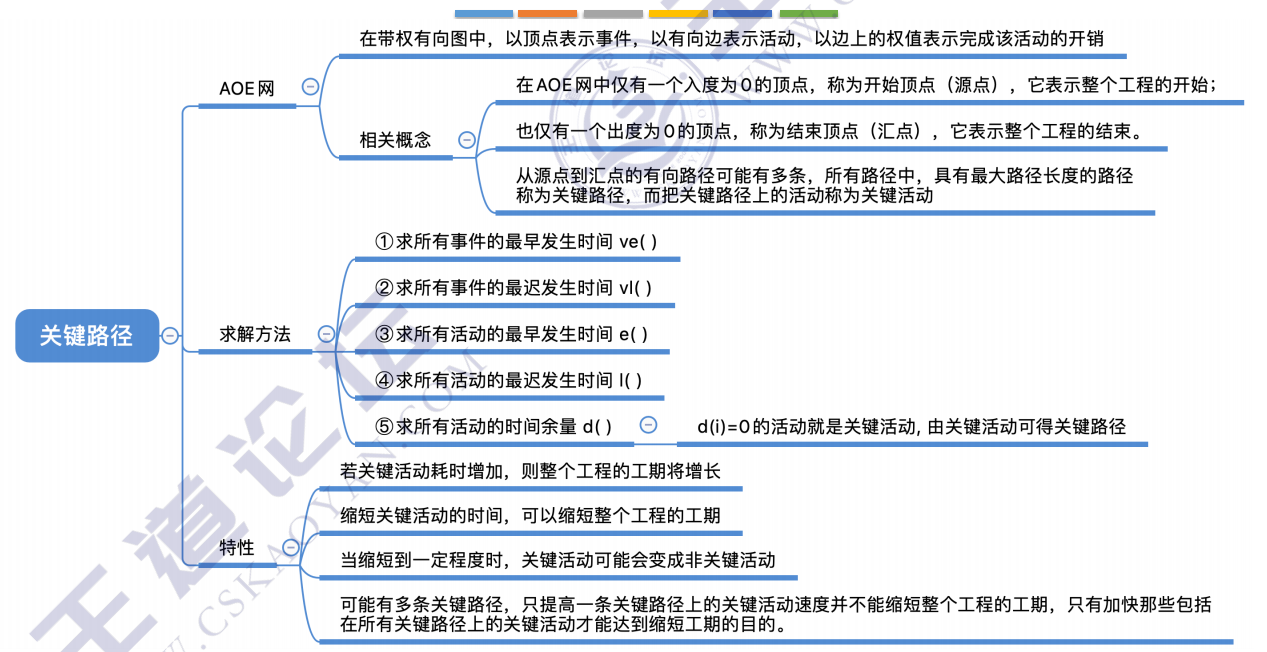 在带权有向图中，以顶点表示事件，以有向边表示活动，以边上的权值表示完成该活动的开销
AOE网
在AOE网中仅有一个入度为0的顶点，称为开始顶点（源点），它表示整个工程的开始；
相关概念
也仅有一个出度为0的顶点，称为结束顶点（汇点），它表示整个工程的结束。
从源点到汇点的有向路径可能有多条，所有路径中，具有最大路径长度的路径
称为关键路径，而把关键路径上的活动称为关键活动
关键路径
求解方法
①求所有事件的最早发生时间 ve( )
②求所有事件的最迟发生时间 vl( )
③求所有活动的最早发生时间 e( )
④求所有活动的最迟发生时间 l( )
⑤求所有活动的时间余量 d( )
d(i)=0的活动就是关键活动, 由关键活动可得关键路径
特性
若关键活动耗时增加，则整个工程的工期将增长
缩短关键活动的时间，可以缩短整个工程的工期
当缩短到一定程度时，关键活动可能会变成非关键活动
可能有多条关键路径，只提高一条关键路径上的关键活动速度并不能缩短整个工程的工期，只有加快那些包括
在所有关键路径上的关键活动才能达到缩短工期的目的。
王道论坛
WWW.CSKAOYAN.COM